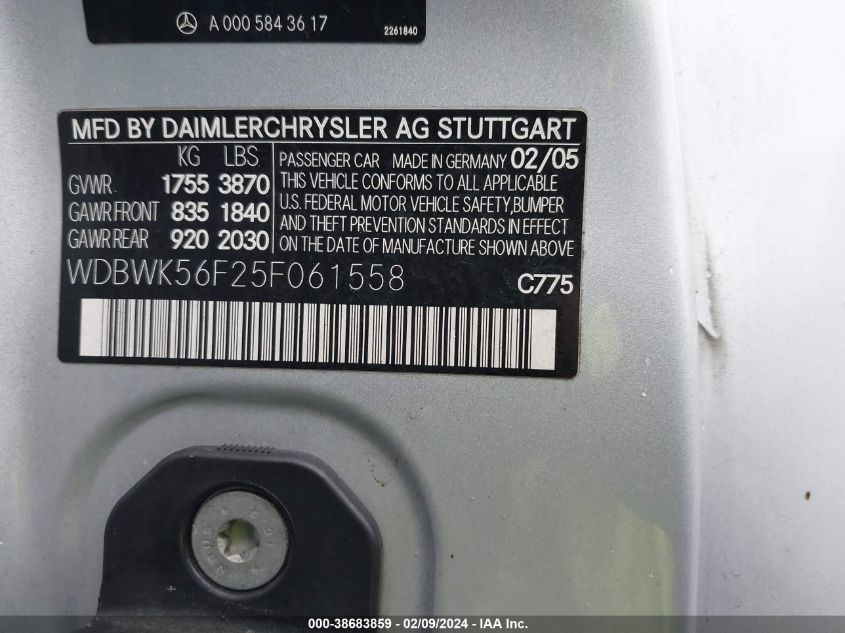 A 000 584 36 17
2261840
MFD BY DAIMLERCHRYSLER AG STUTTGART
KG LBS
GVWR 1755 3870
GAWR FRONT 835 1840
GAWR REAR 920 2030
PASSENGER CAR MADE IN GERMANY 02/05
THIS VEHICLE CONFORMS TO ALL APPLICABLE
U.S. FEDERAL MOTOR VEHICLE SAFETY,BUMPER
AND THEFT PREVENTION STANDARDS IN EFFECT
ON THE DATE OF MANUFACTURE SHOWN ABOVE
WDBWK56F25F061558
C775
000-38683859 — 02/09/2024 — IAA Inc.